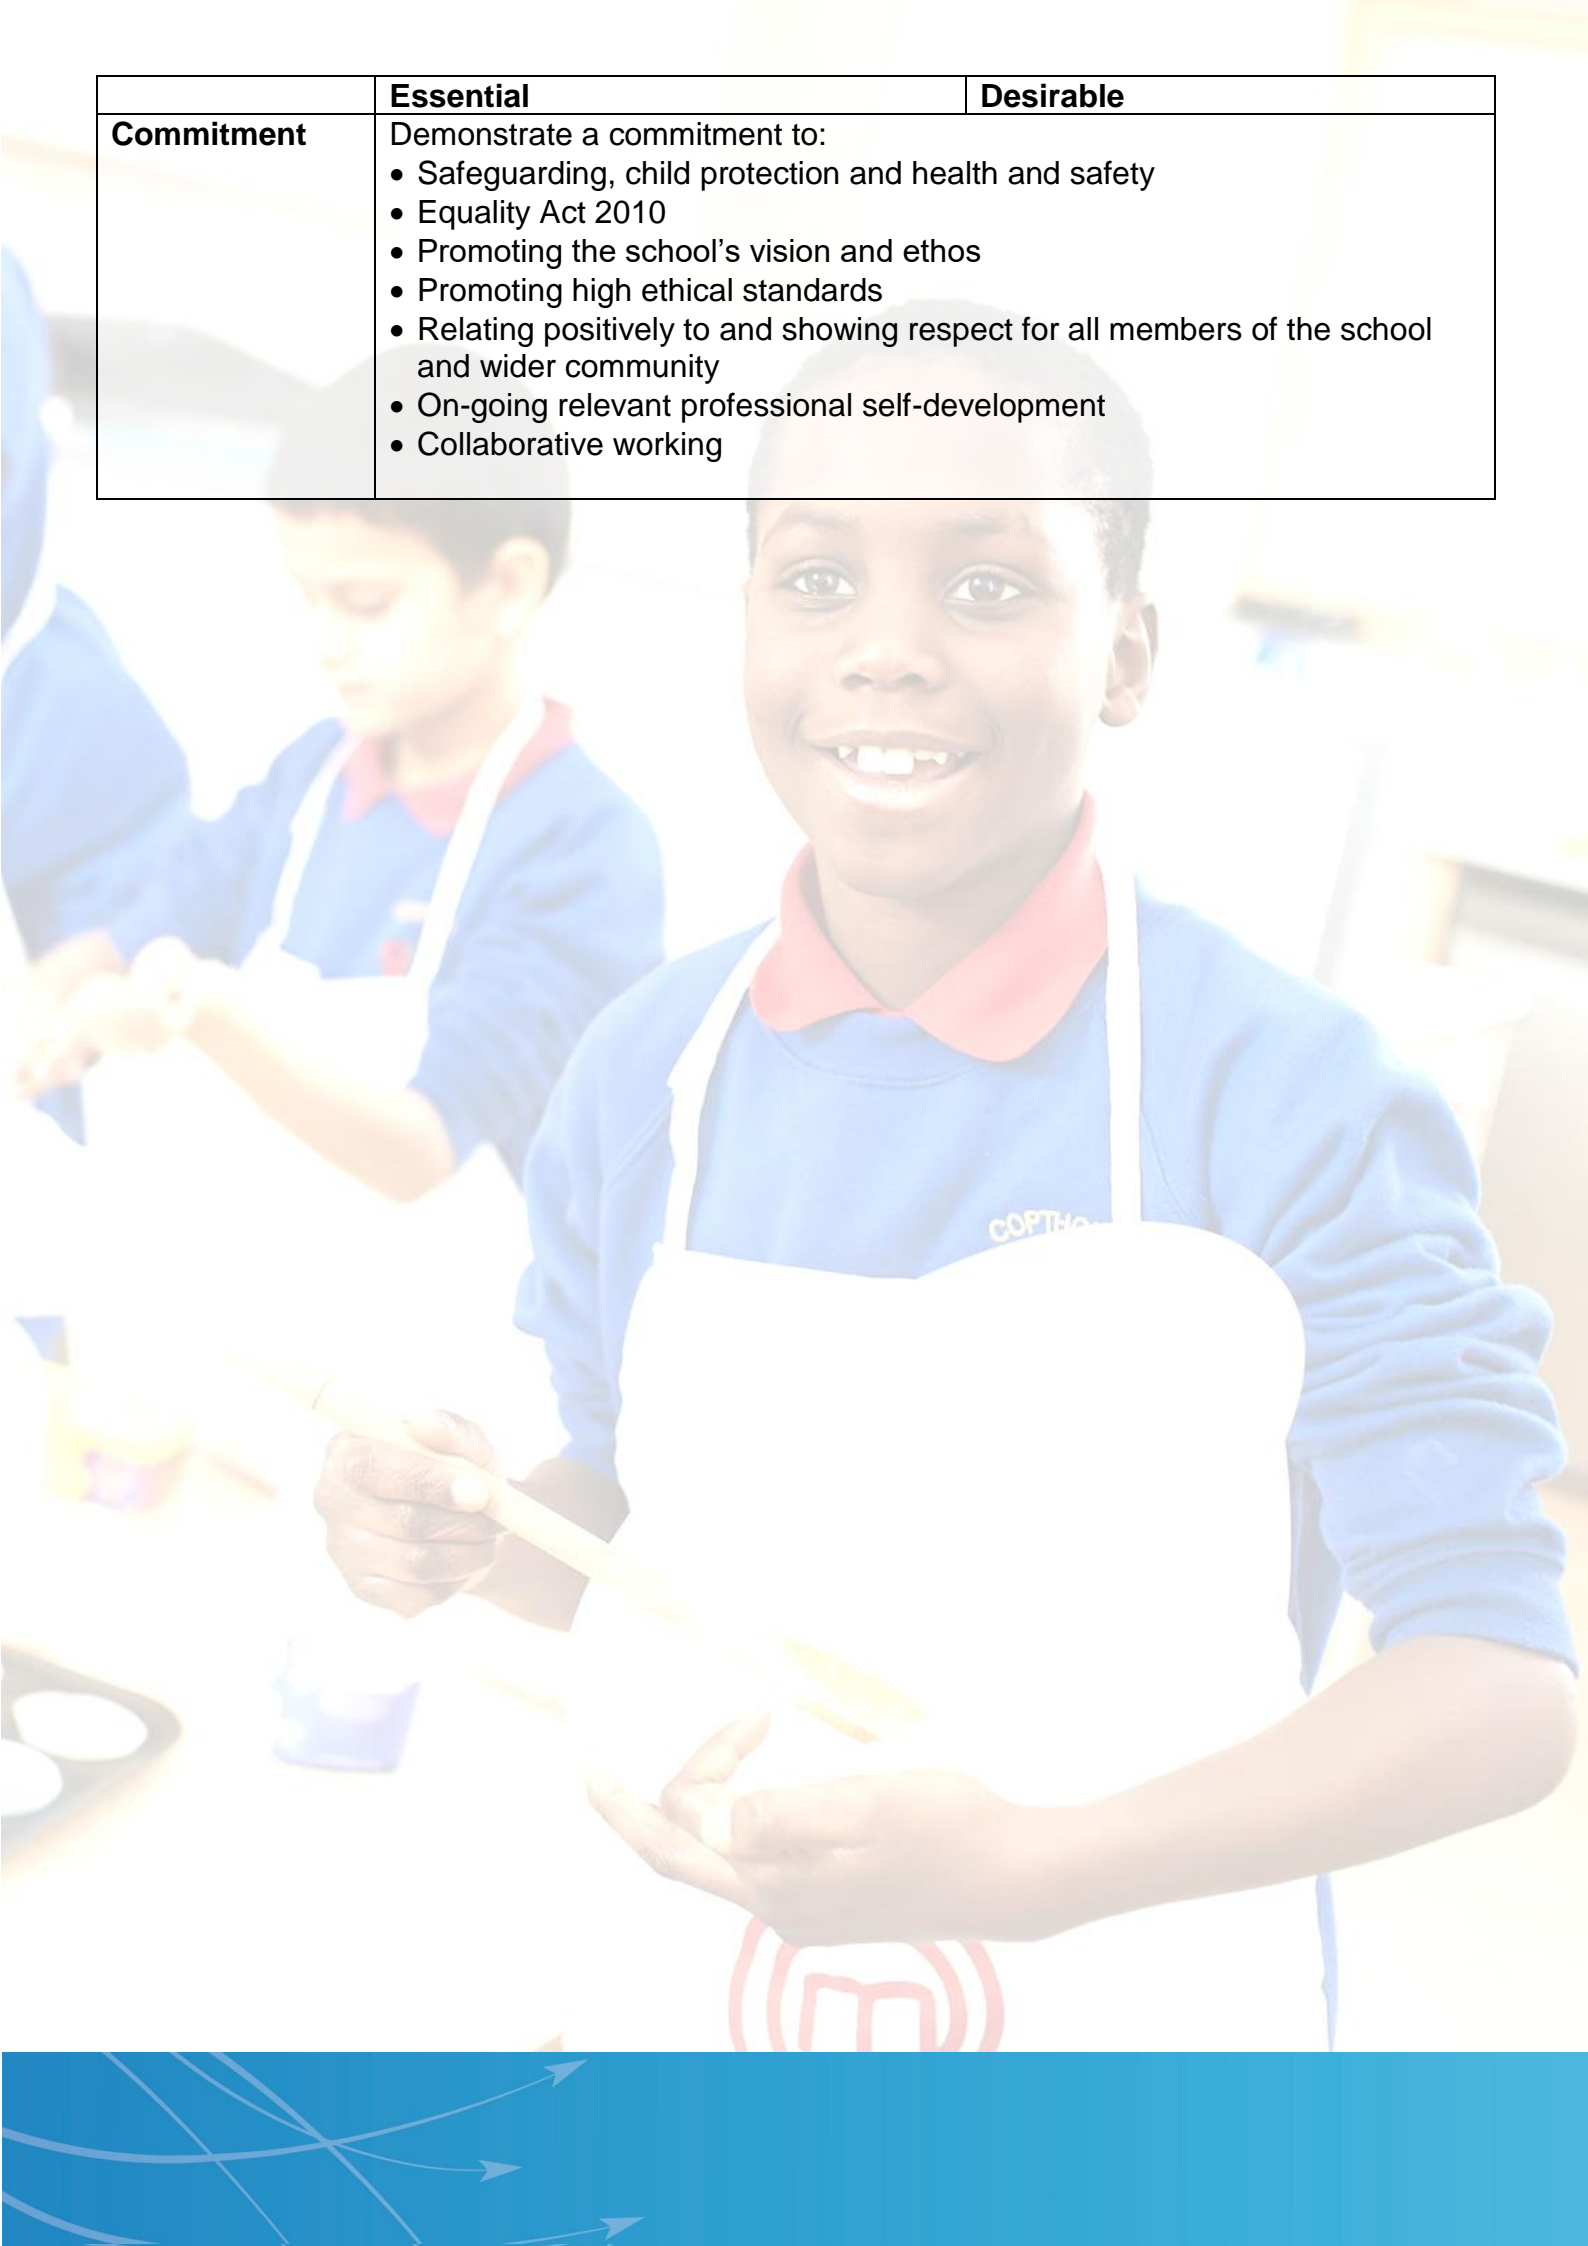 Essential Desirable
Commitment Demonstrate a commitment to:
• Safeguarding, child protection and health and safety
• Equality Act 2010
• Promoting the school’s vision and ethos
• Promoting high ethical standards
• Relating positively to and showing respect for all members of the school
and wider community
• On-going relevant professional self-development
• Collaborative working
COPTHO
m